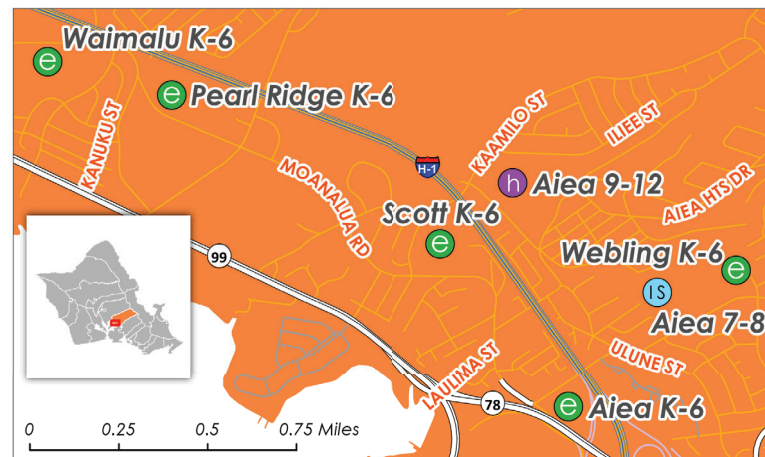 Waimalu K-6
e
e
Pearl Ridge K-6
KANUKU ST
MOANALUA RD
H-1
KAAMILO ST
ILIEE ST
h
Aiea 9-12
AIEA HTS DR
Scott K-6
e
Webling K-6
e
IS
Aiea 7-8
99
ULUNE ST
LAULIMA ST
78
e
Aiea K-6
0
0.25
0.5
0.75 Miles